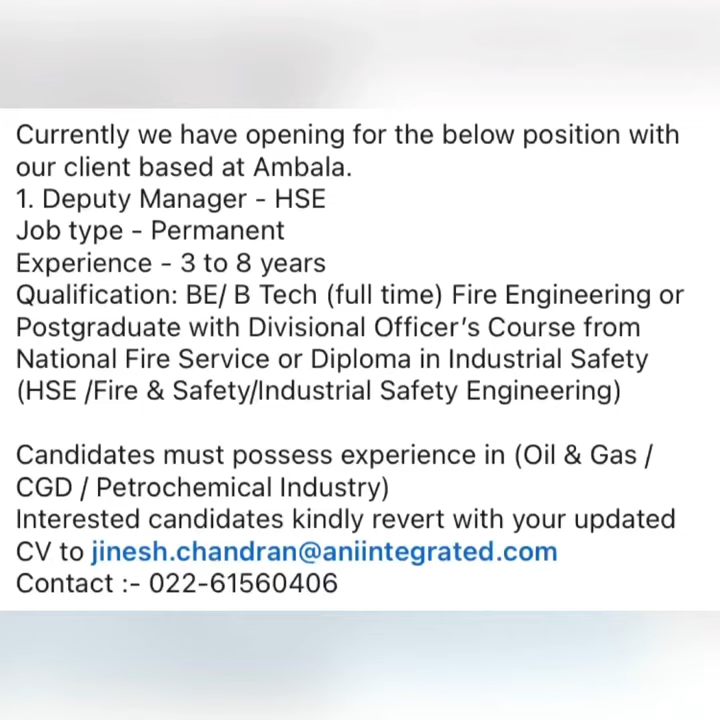 Currently we have opening for the below position with
our client based at Ambala.
1. Deputy Manager - HSE
Job type - Permanent
Experience - 3 to 8 years
Qualification: BE/ B Tech (full time) Fire Engineering or
Postgraduate with Divisional Officer's Course from
National Fire Service or Diploma in Industrial Safety
(HSE /Fire & Safety/Industrial Safety Engineering)
Candidates must possess experience in (Oil & Gas /
CGD / Petrochemical Industry)
Interested candidates kindly revert with your updated
CV to jinesh.chandran@aniintegrated.com
Contact :- 022-61560406